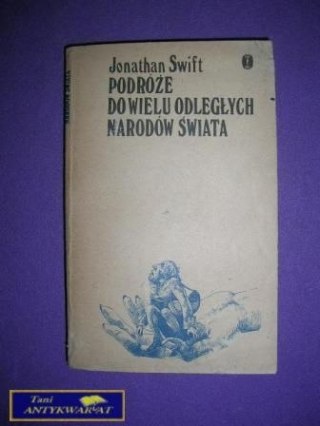 Jonathan Swift
PODRÓŻE
DO WIELU ODLEGŁYCH
NARODÓW ŚWIATA
Tani
ANTYKWARIAT